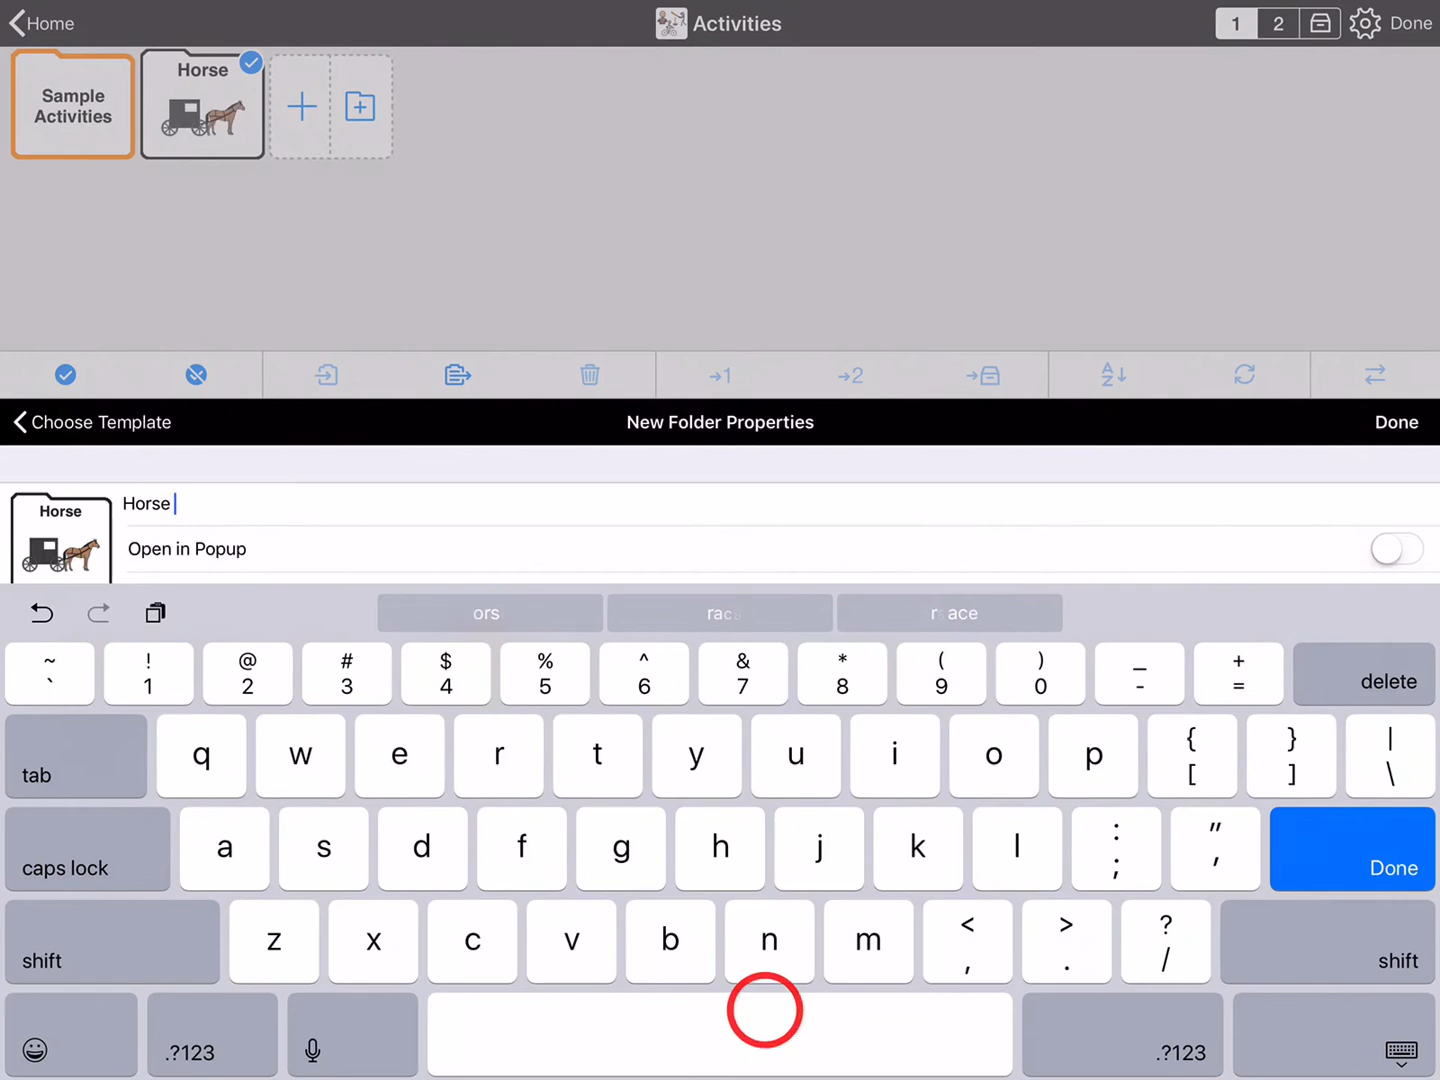 Home
Activities
1 2
Done
Sample
Activities
Horse
→1 →2
A
Z
Choose Template
New Folder Properties
Done
Horse
Horse
Open in Popup
ors
~ ! @ # $ % ^ & * ( ) _ +
` 1 2 3 4 5 6 7 8 9 0 - = delete
tab q w e r t y u i o p { [ } ] | \
caps lock a s d f g h j k l : ; " ' Done
shift z x c v b n m < , > . ? / shift
.?123 .?123